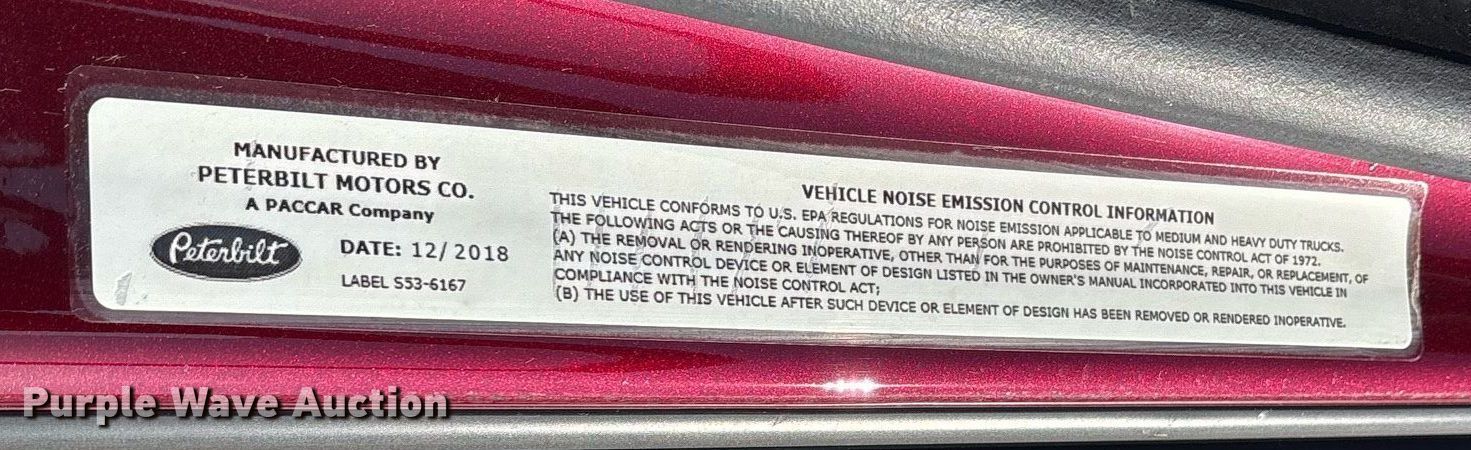 MANUFACTURED BY
PETERBILT MOTORS CO.
A PACCAR Company
Peterbilt
DATE: 12/ 2018
LABEL S53-6167
VEHICLE NOISE EMISSION CONTROL INFORMATION
THIS VEHICLE CONFORMS TO U.S. EPA REGULATIONS FOR NOISE EMISSION APPLICABLE TO MEDIUM AND HEAVY DUTY TRUCKS.
THE FOLLOWING ACTS OR THE CAUSING THEREOF BY ANY PERSON ARE PROHIBITED BY THE NOISE CONTROL ACT OF 1972.
(A) THE REMOVAL OR RENDERING INOPERATIVE, OTHER THAN FOR THE PURPOSES OF MAINTENANCE, REPAIR, OR REPLACEMENT, OF
ANY NOISE CONTROL DEVICE OR ELEMENT OF DESIGN LISTED IN THE OWNER'S MANUAL INCORPORATED INTO THIS VEHICLE IN
COMPLIANCE WITH THE NOISE CONTROL ACT;
(B) THE USE OF THIS VEHICLE AFTER SUCH DEVICE OR ELEMENT OF DESIGN HAS BEEN REMOVED OR RENDERED INOPERATIVE.
Purple Wave Auction